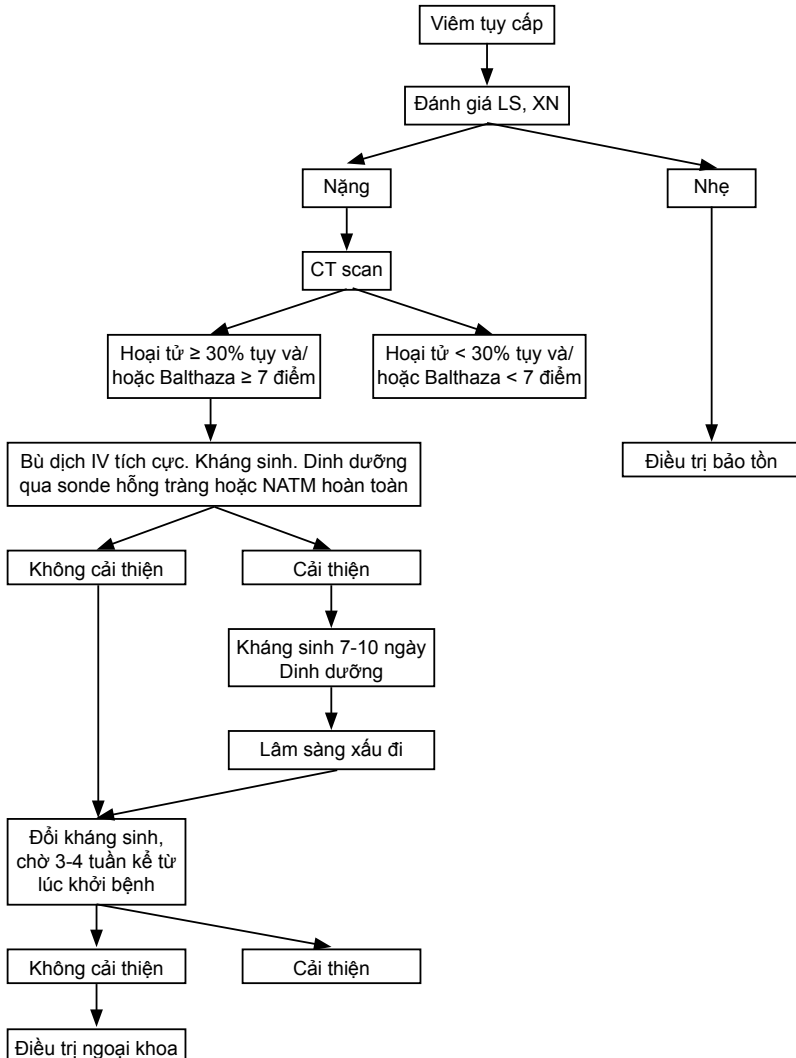 Viêm tụy cấp
Đánh giá LS, XN
Nặng
Nhẹ
CT scan
Hoại tử ≥ 30% tụy và/
hoặc Balthaza ≥ 7 điểm
Hoại tử < 30% tụy và/
hoặc Balthaza < 7 điểm
Bù dịch IV tích cực. Kháng sinh. Dinh dưỡng
qua sonde hỗng tràng hoặc NATM hoàn toàn
Điều trị bảo tồn
Không cải thiện
Cải thiện
Kháng sinh 7-10 ngày
Dinh dưỡng
Lâm sàng xấu đi
Đổi kháng sinh,
chờ 3-4 tuần kể từ
lúc khởi bệnh
Không cải thiện
Cải thiện
Điều trị ngoại khoa